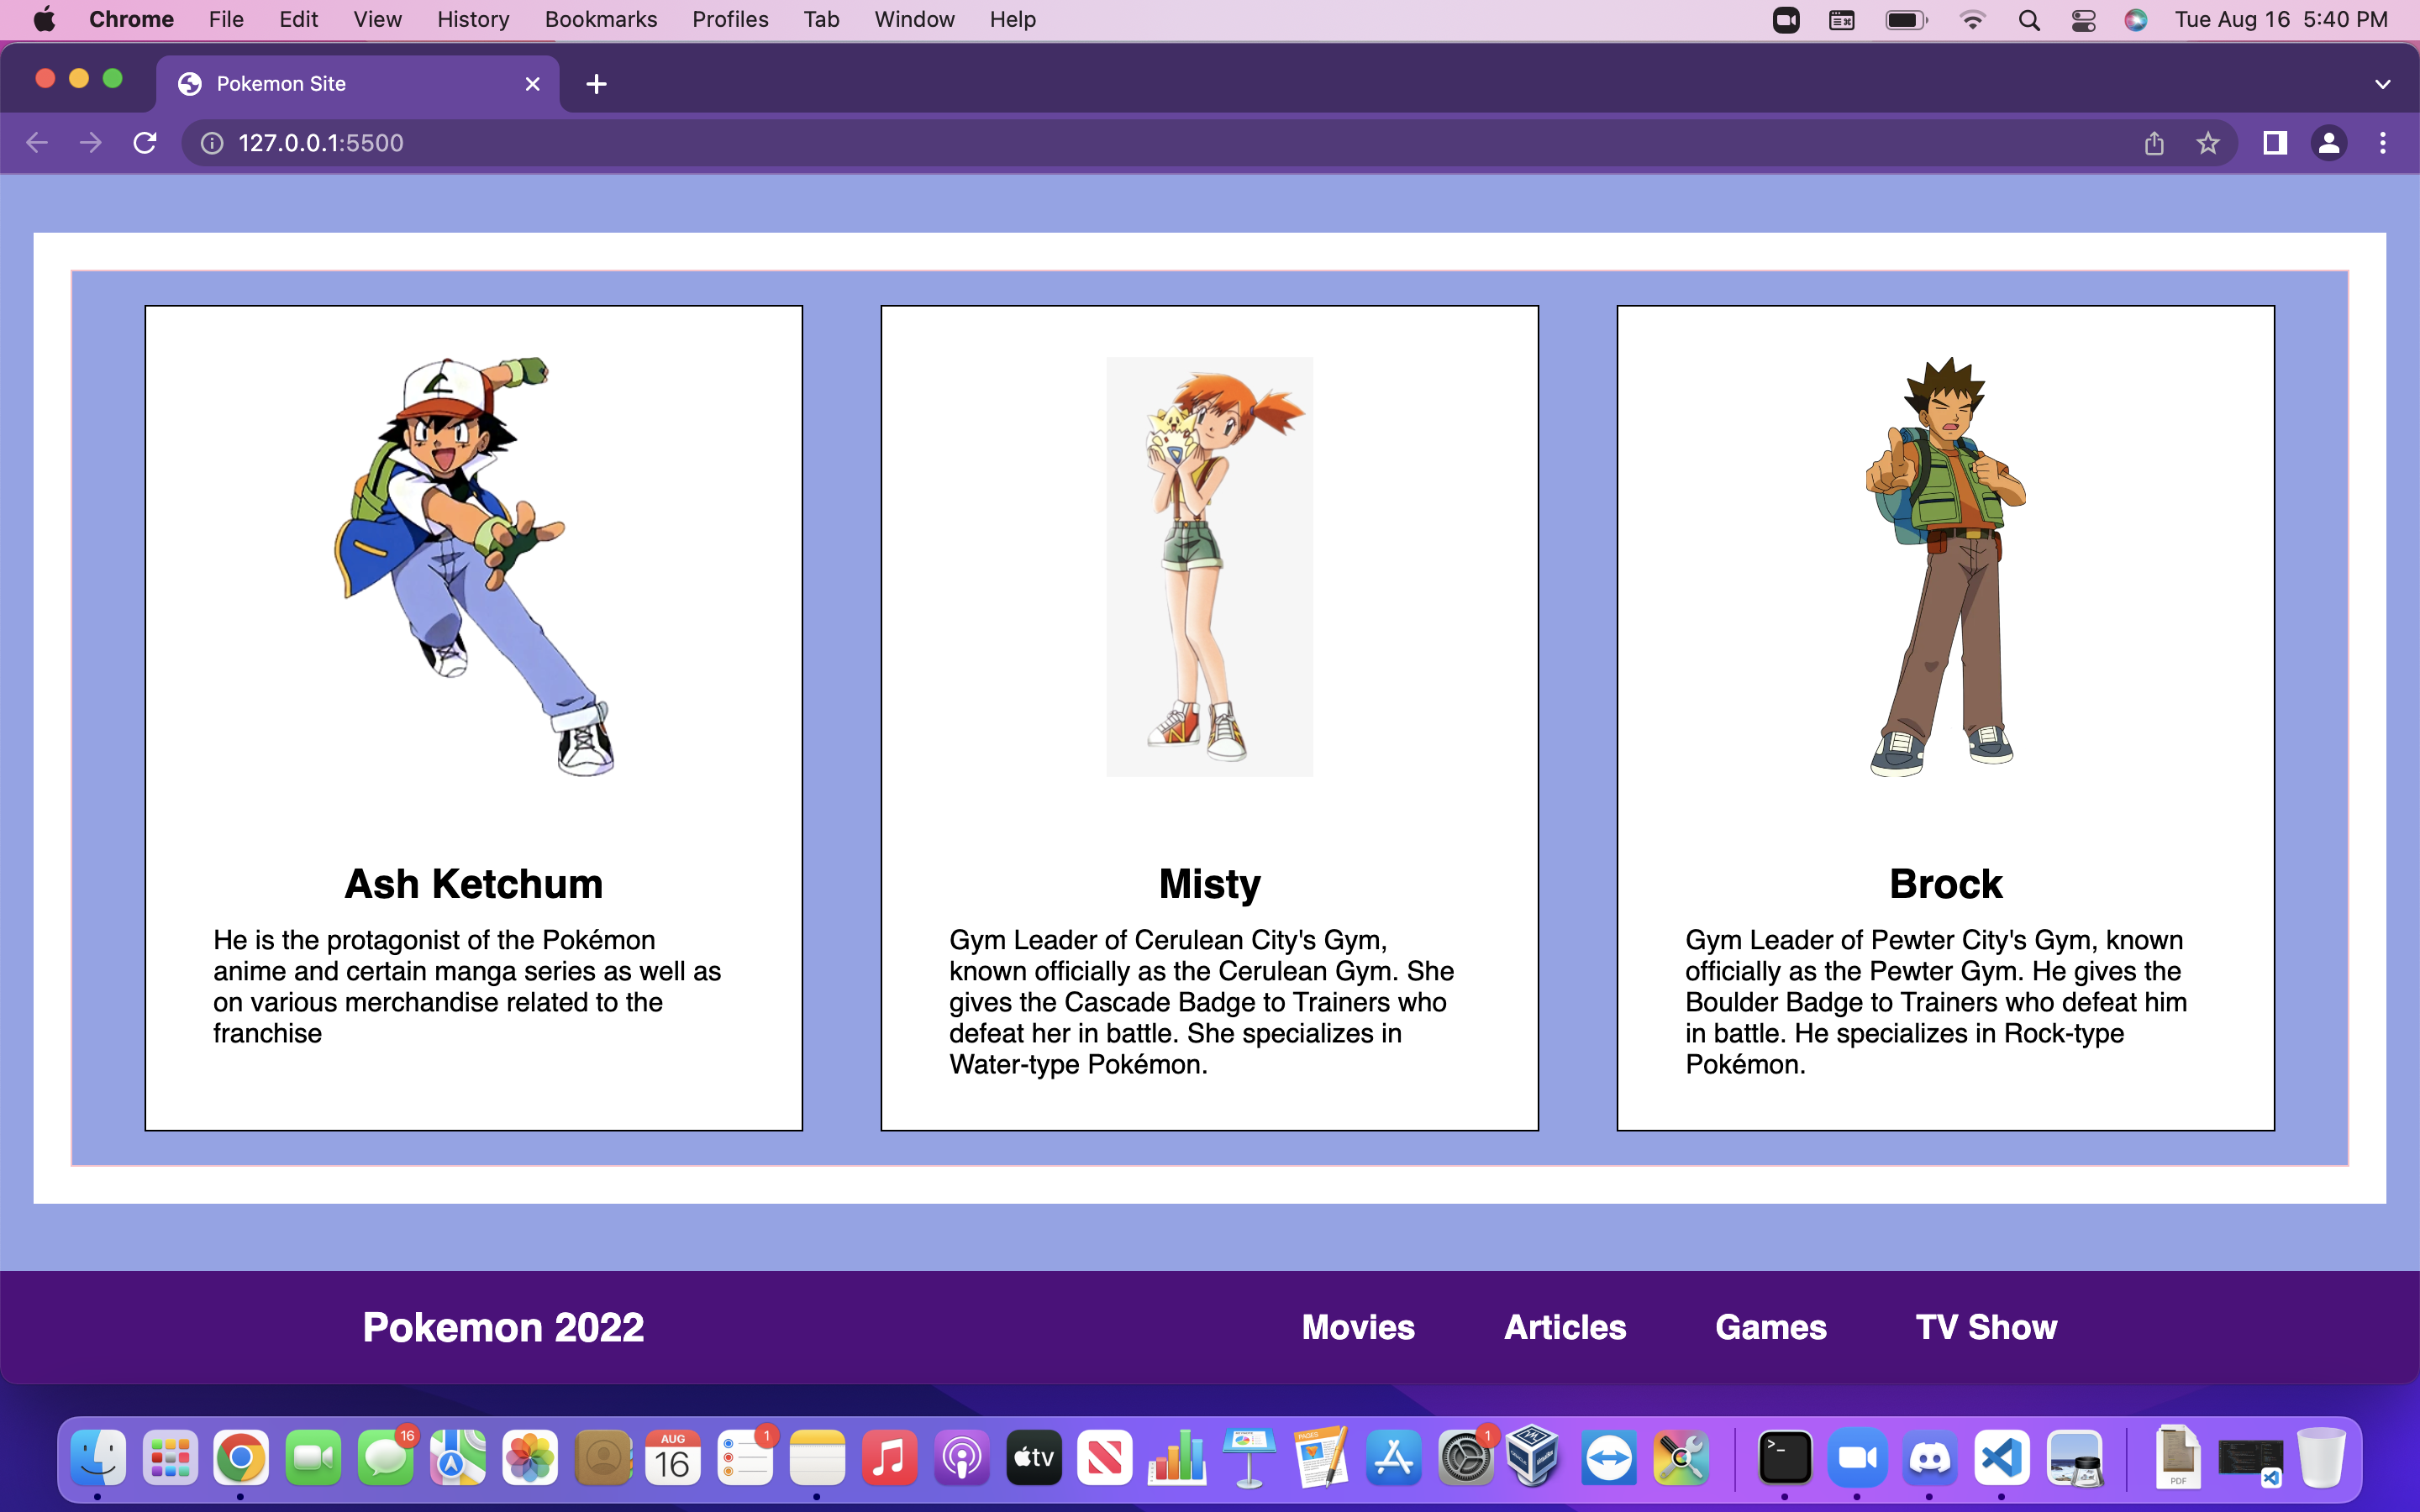 Chrome File Edit View History Bookmarks Profiles Tab Window Help Tue Aug 16 5:40 PM
Pokemon Site
127.0.0.1:5500
Ash Ketchum
He is the protagonist of the Pokémon
anime and certain manga series as well as
on various merchandise related to the
franchise
Misty
Gym Leader of Cerulean City's Gym,
known officially as the Cerulean Gym. She
gives the Cascade Badge to Trainers who
defeat her in battle. She specializes in
Water-type Pokémon.
Brock
Gym Leader of Pewter City's Gym, known
officially as the Pewter Gym. He gives the
Boulder Badge to Trainers who defeat him
in battle. He specializes in Rock-type
Pokémon.
Pokemon 2022 Movies Articles Games TV Show
16
AUG
16
1
tv
PAGES
1
>_
PDF